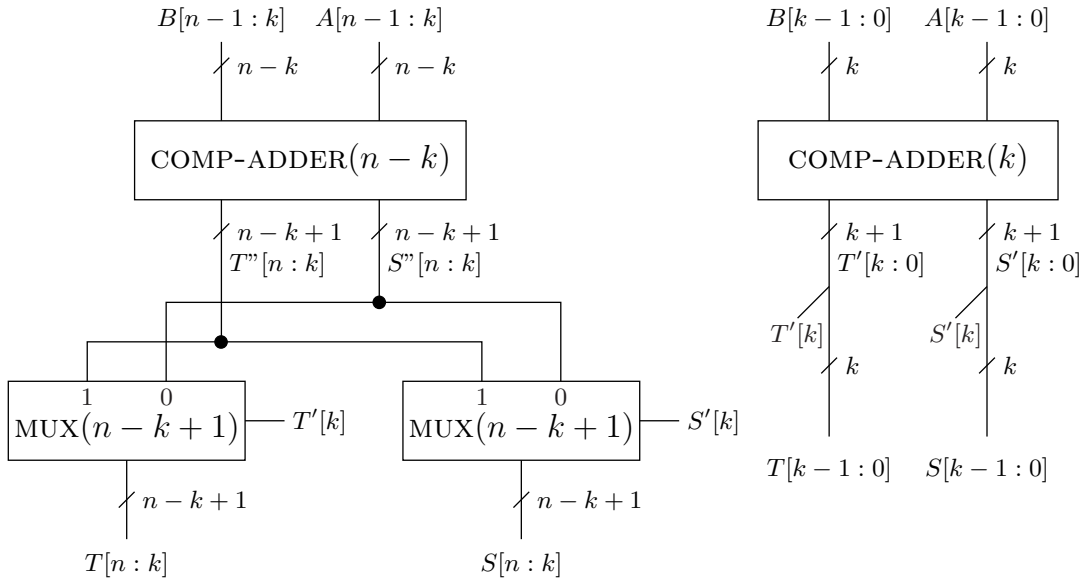 B[n − 1 : k] A[n − 1 : k] B[k − 1 : 0] A[k − 1 : 0]
n − k n − k k k
COMP-ADDER(n − k) COMP-ADDER(k)
n − k + 1 n − k + 1 k + 1 k + 1
T”[n : k] S”[n : k] T′[k : 0] S′[k : 0]
T′[k] S′[k]
k k
1 0 1 0
MUX(n − k + 1) T′[k] MUX(n − k + 1) S′[k]
T[k − 1 : 0] S[k − 1 : 0]
n − k + 1 n − k + 1
T[n : k] S[n : k]